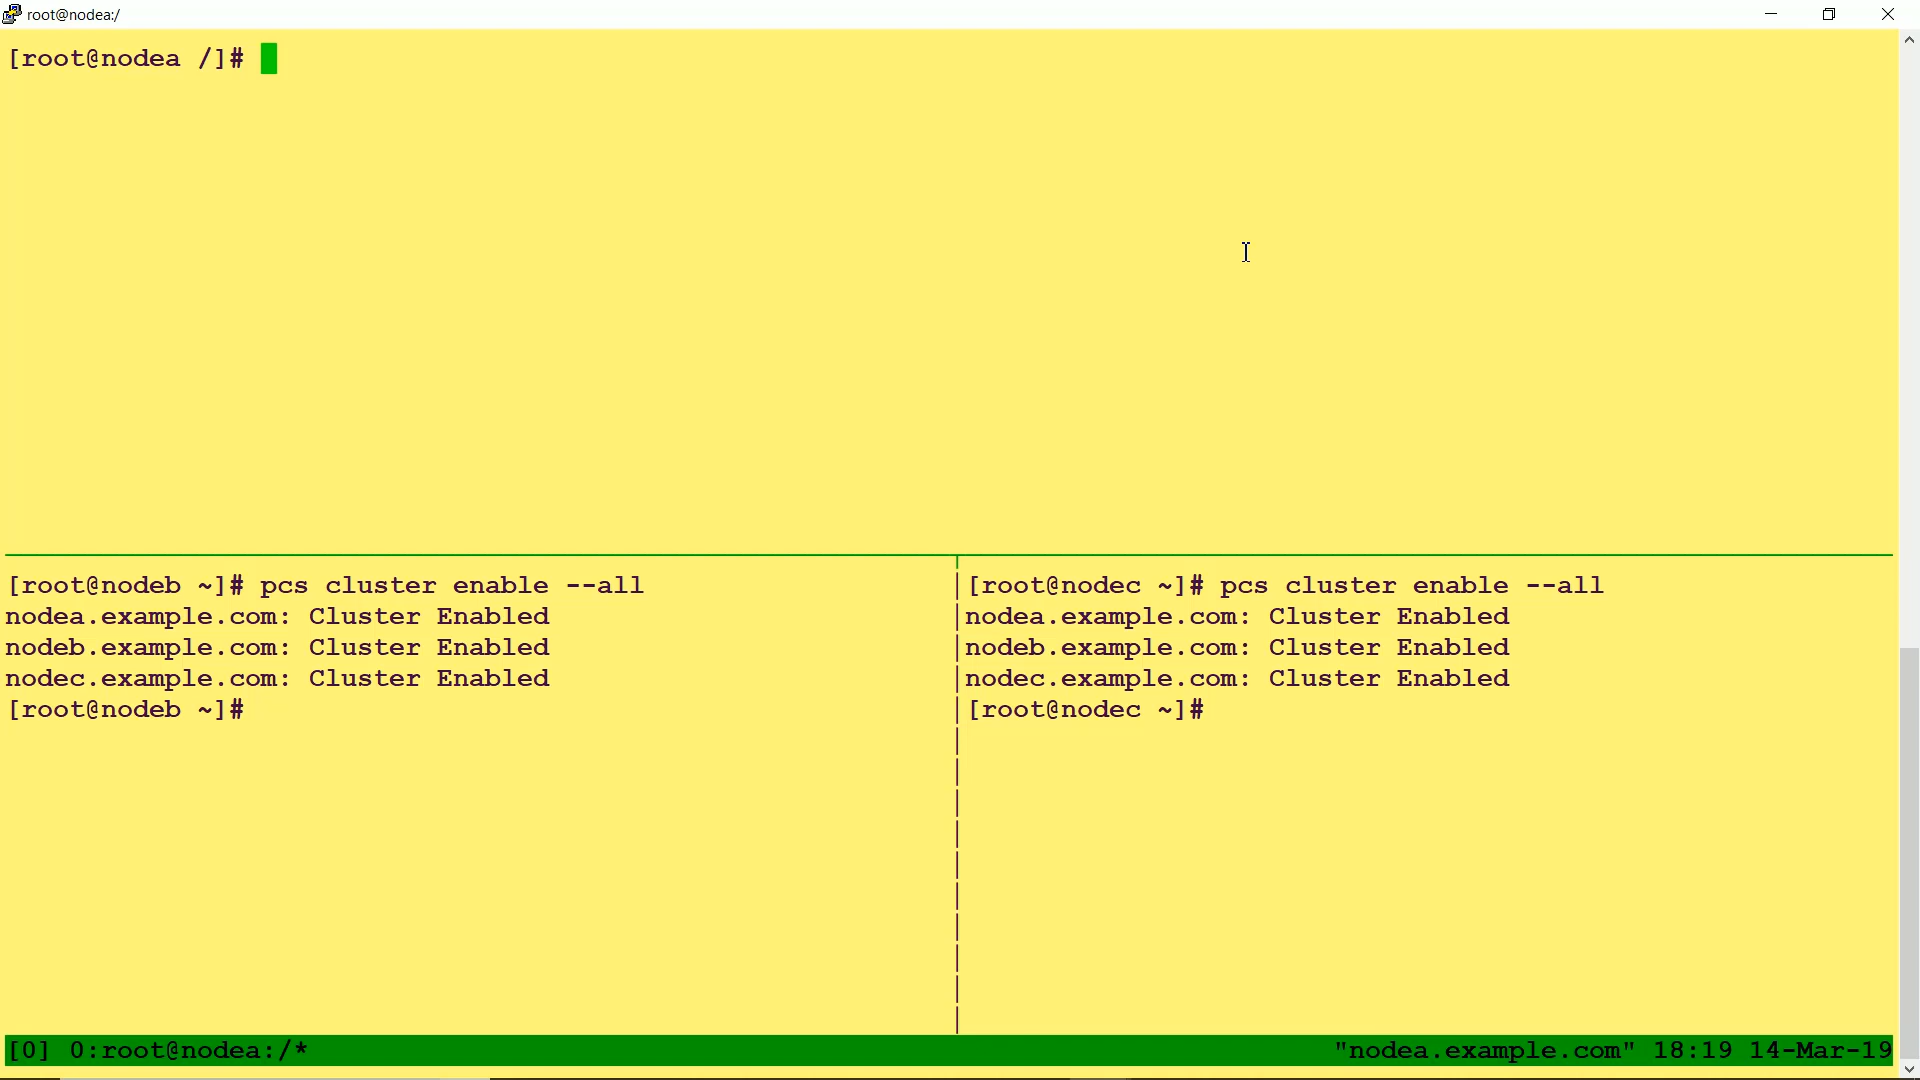 root@nodea:/
[root@nodea /]#
[root@nodeb ~]# pcs cluster enable --all
nodea.example.com: Cluster Enabled
nodeb.example.com: Cluster Enabled
nodec.example.com: Cluster Enabled
[root@nodeb ~]#
[root@nodec ~]# pcs cluster enable --all
nodea.example.com: Cluster Enabled
nodeb.example.com: Cluster Enabled
nodec.example.com: Cluster Enabled
[root@nodec ~]#
[0] 0:root@nodea:/* "nodea.example.com" 18:19 14-Mar-19